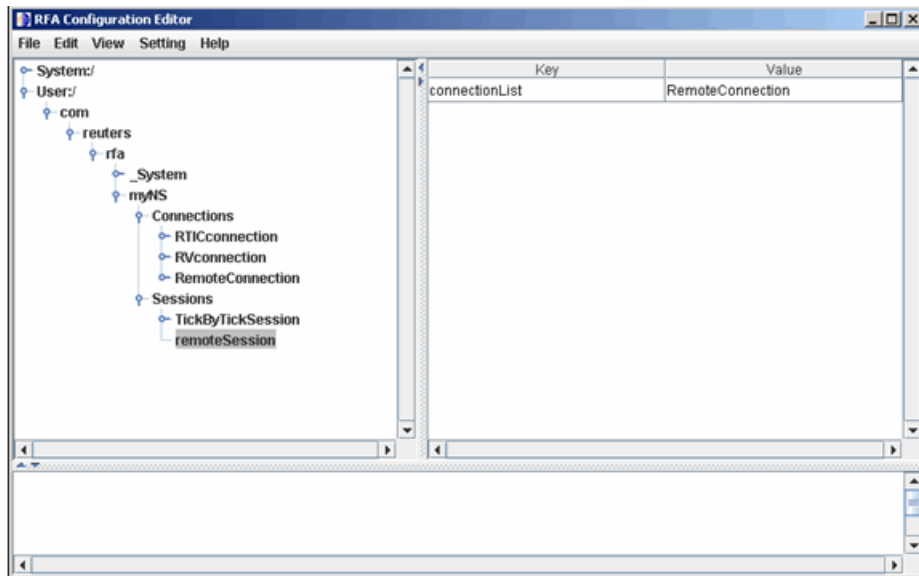 RFA Configuration Editor
File Edit View Setting Help
System:/
User:/
com
reuters
rfa
_System
myNS
Connections
RTICconnection
RVconnection
RemoteConnection
Sessions
TickByTickSession
remoteSession
Key Value
connectionList RemoteConnection